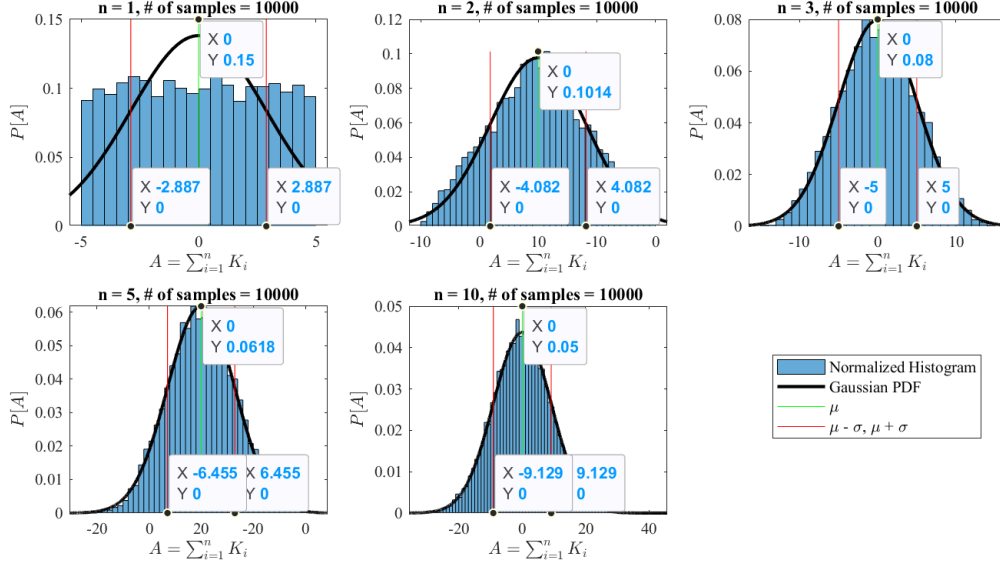 n = 1, # of samples = 10000
0.15
0.1
0.05
0
P[A]
X 0
Y 0.15
X -2.887
Y 0
X 2.887
Y 0
-5 0 5
A = ∑ⁿᵢ₌₁ Kᵢ
n = 2, # of samples = 10000
0.12
0.1
0.08
0.06
0.04
0.02
0
P[A]
X 0
Y 0.1014
X -4.082
Y 0
X 4.082
Y 0
-10 0 10 0
A = ∑ⁿᵢ₌₁ Kᵢ
n = 3, # of samples = 10000
0.08
0.06
0.04
0.02
0
P[A]
X 0
Y 0.08
X -5
Y 0
X 5
Y 0
-10 0 10
A = ∑ⁿᵢ₌₁ Kᵢ
n = 5, # of samples = 10000
0.06
0.05
0.04
0.03
0.02
0.01
0
P[A]
X 0
Y 0.0618
X -6.455
Y 0
X 6.455
Y 0
-20 0 20 0
A = ∑ⁿᵢ₌₁ Kᵢ
n = 10, # of samples = 10000
0.05
0.04
0.03
0.02
0.01
0
P[A]
X 0
Y 0.05
X -9.129
Y 0
9.129
0
-20 0 20 40
A = ∑ⁿᵢ₌₁ Kᵢ
Normalized Histogram
Gaussian PDF
μ
μ - σ, μ + σ